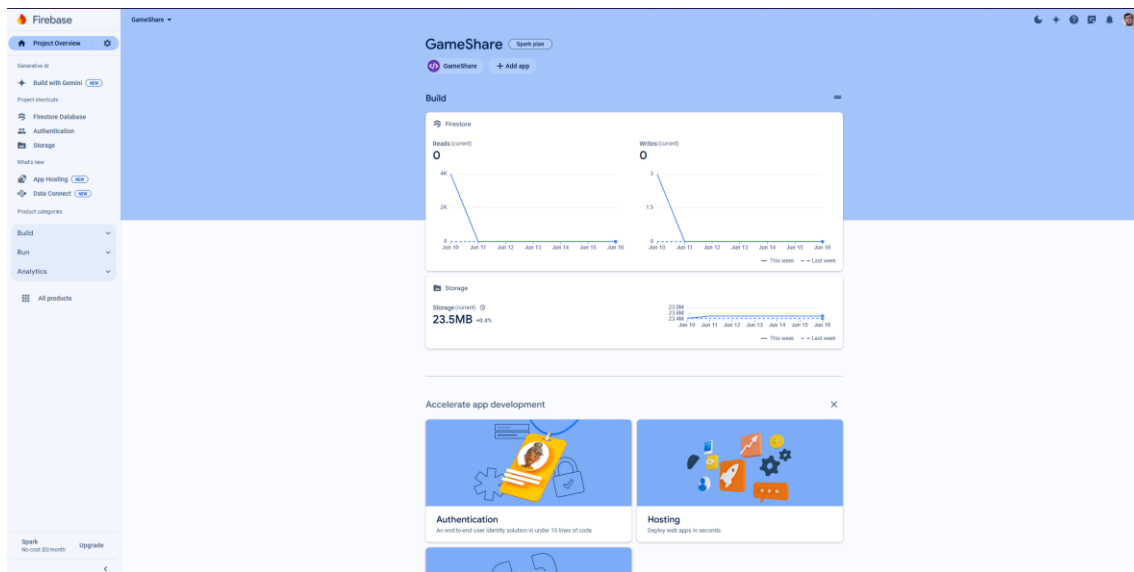 Firebase
Project Overview
Generative AI
Build with Gemini NEW
Project shortcuts
Firestore Database
Authentication
Storage
What's new
App Hosting NEW
Data Connect NEW
Product categories
Build
Run
Analytics
All products
Spark
No-cost $0/month
Upgrade
GameShare
GameShare Spark plan
GameShare
+ Add app
Build
Firestore
Reads (current)
0
4K
2K
0
Jun 10 Jun 11 Jun 12 Jun 13 Jun 14 Jun 15 Jun 16
Writes (current)
0
3
1.5
0
Jun 10 Jun 11 Jun 12 Jun 13 Jun 14 Jun 15 Jun 16
This week Last week
Storage
Storage (current)
23.5MB +0.4%
23.8M
23.6M
23.4M
Jun 10 Jun 11 Jun 12 Jun 13 Jun 14 Jun 15 Jun 16
This week Last week
Accelerate app development
Authentication
An end-to-end user identity solution in under 10 lines of code
Hosting
Deploy web apps in seconds